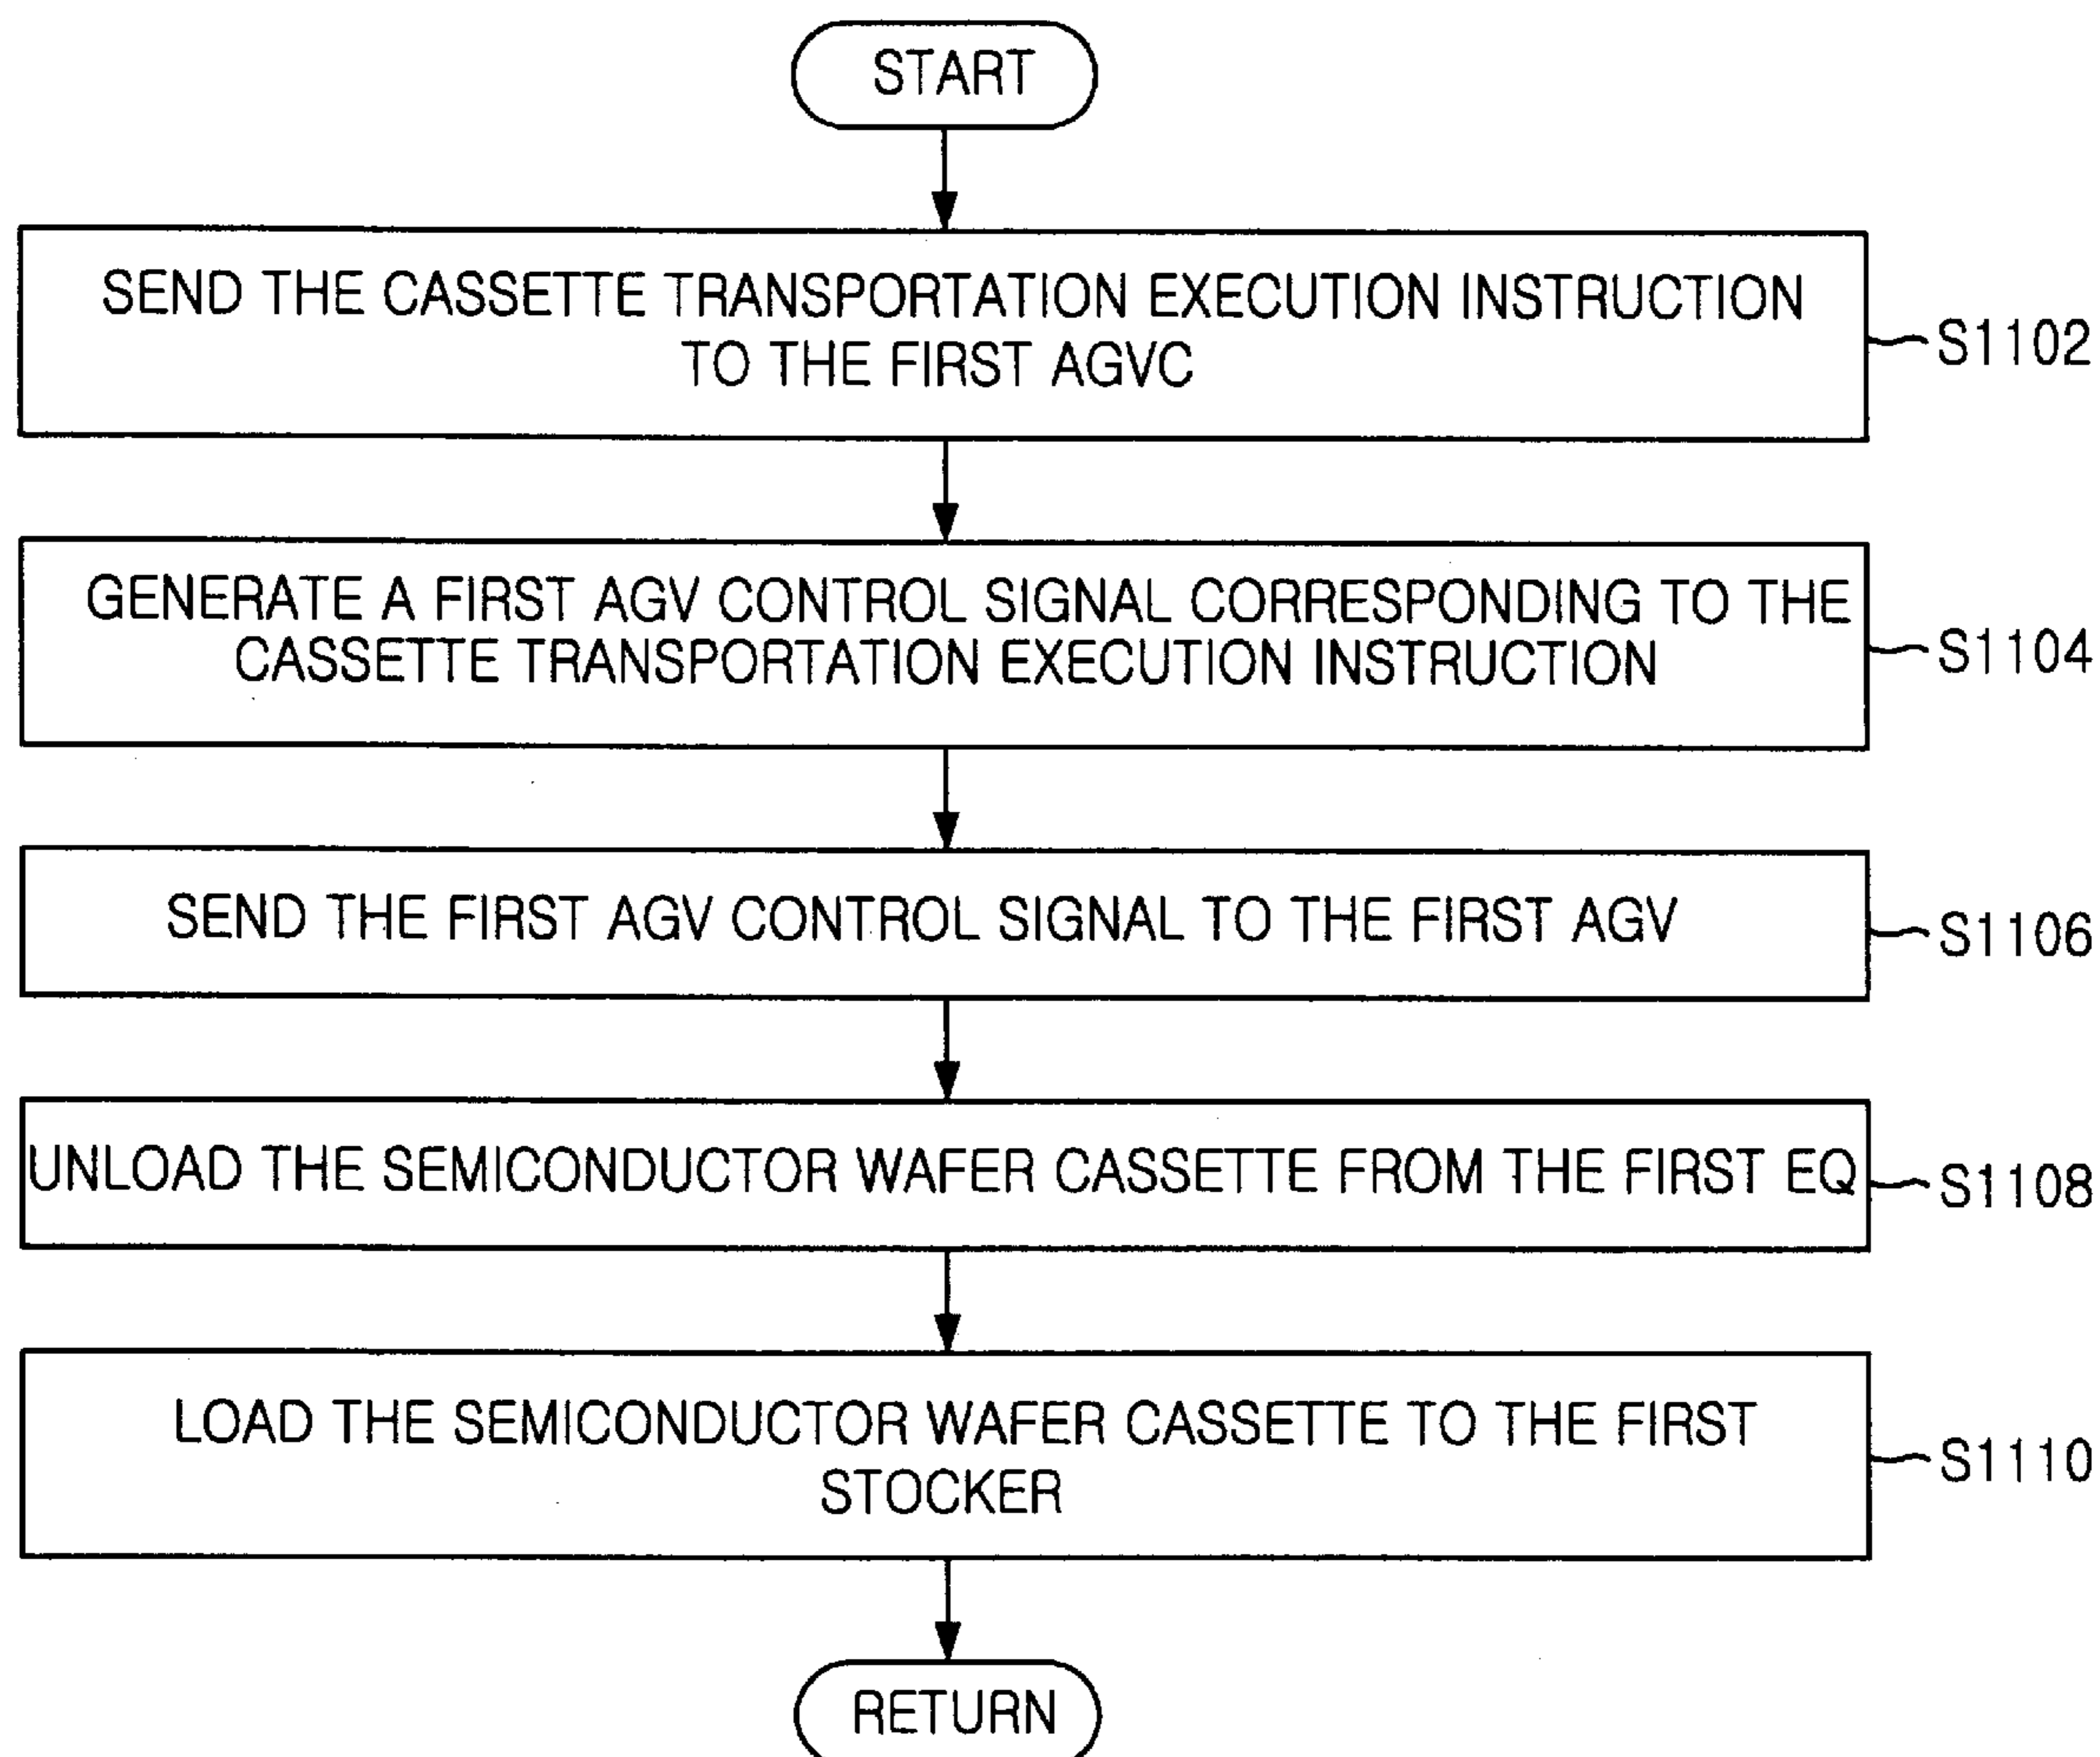 START
SEND THE CASSETTE TRANSPORTATION EXECUTION INSTRUCTION
TO THE FIRST AGVC
S1102
GENERATE A FIRST AGV CONTROL SIGNAL CORRESPONDING TO THE
CASSETTE TRANSPORTATION EXECUTION INSTRUCTION
S1104
SEND THE FIRST AGV CONTROL SIGNAL TO THE FIRST AGV
S1106
UNLOAD THE SEMICONDUCTOR WAFER CASSETTE FROM THE FIRST EQ
S1108
LOAD THE SEMICONDUCTOR WAFER CASSETTE TO THE FIRST
STOCKER
S1110
RETURN